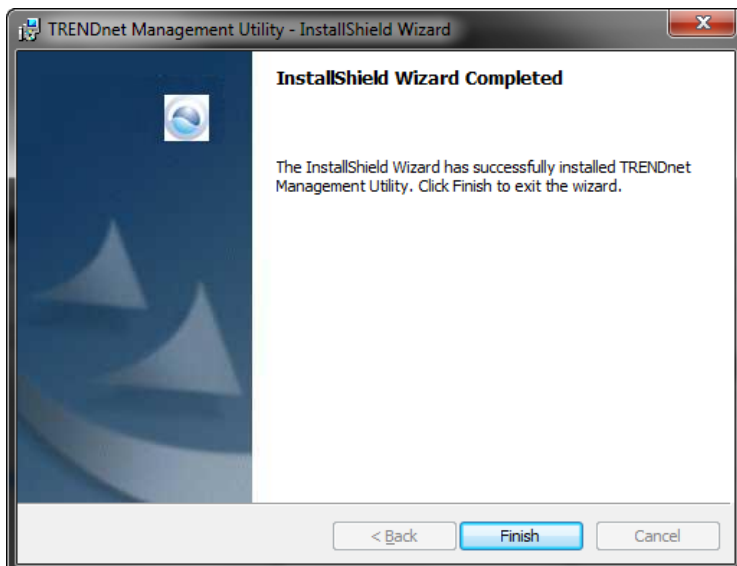 TRENDnet Management Utility - InstallShield Wizard
X
InstallShield Wizard Completed
The InstallShield Wizard has successfully installed TRENDnet
Management Utility. Click Finish to exit the wizard.
< Back
Finish
Cancel